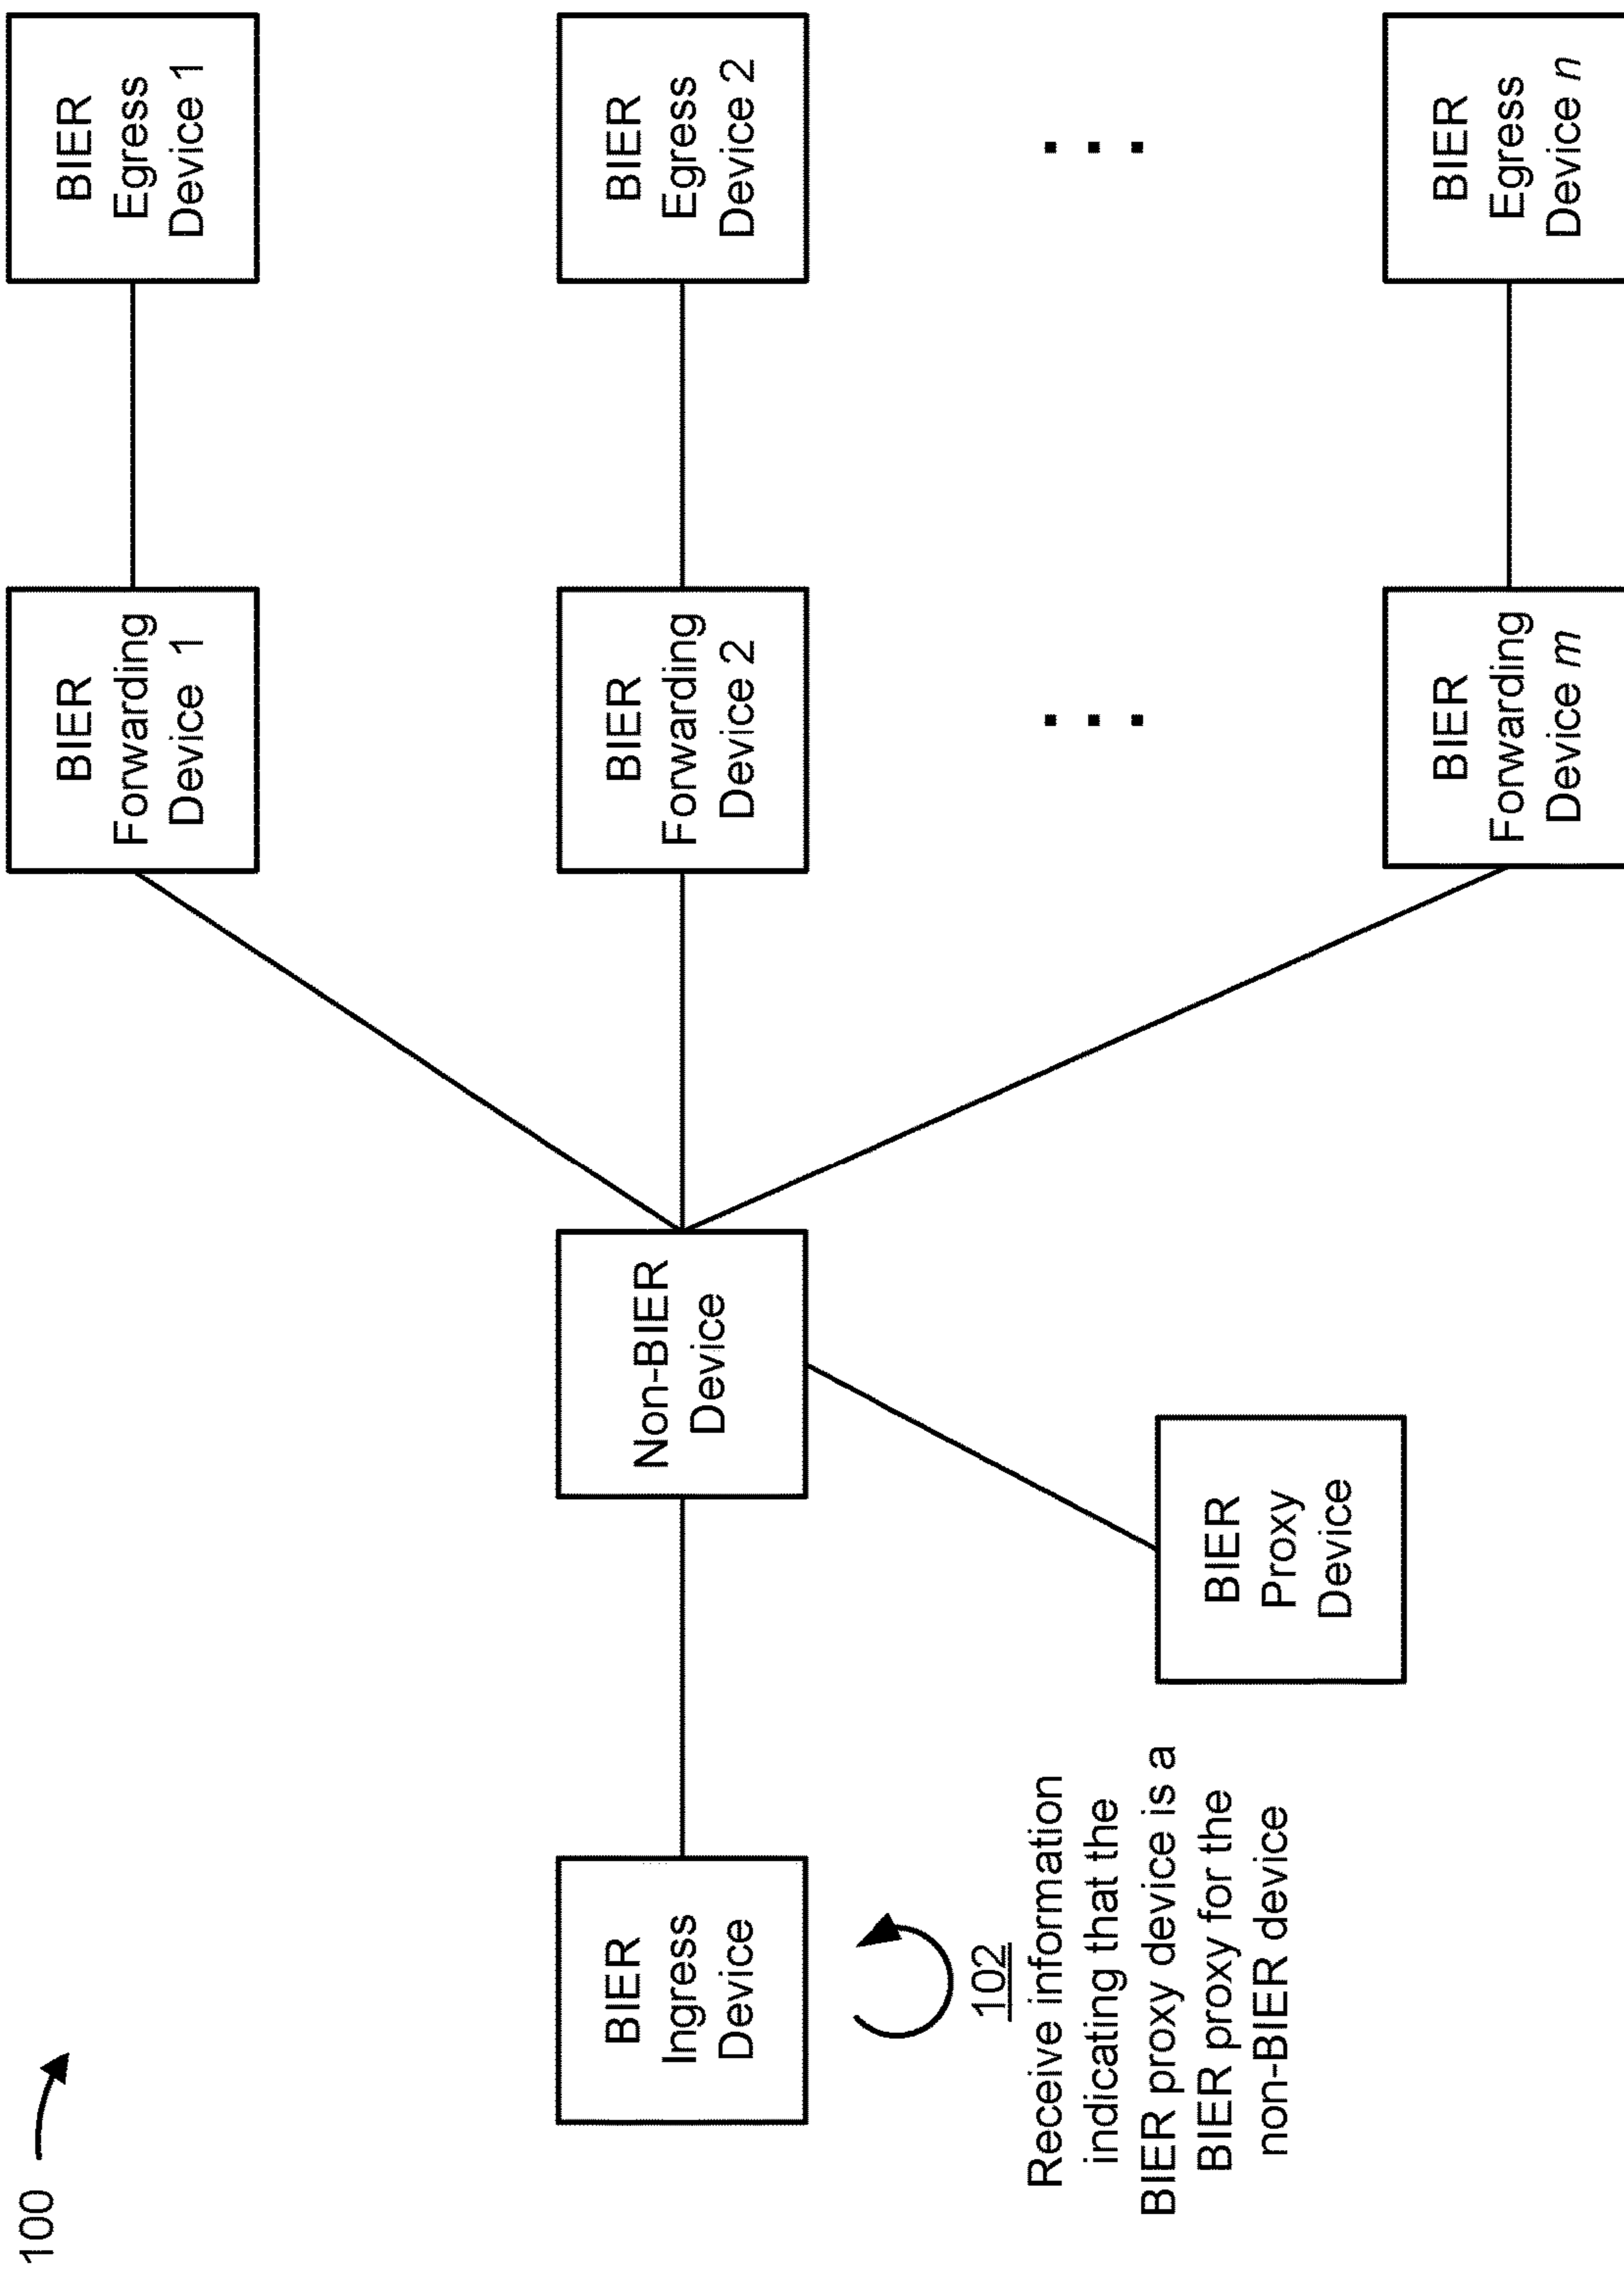 100
BIER
Ingress
Device
102
Receive information
indicating that the
BIER proxy device is a
BIER proxy for the
non-BIER device
Non-BIER
Device
BIER
Proxy
Device
BIER
Forwarding
Device 1
BIER
Egress
Device 1
BIER
Forwarding
Device 2
BIER
Egress
Device 2
. . .
. . .
BIER
Forwarding
Device m
BIER
Egress
Device n